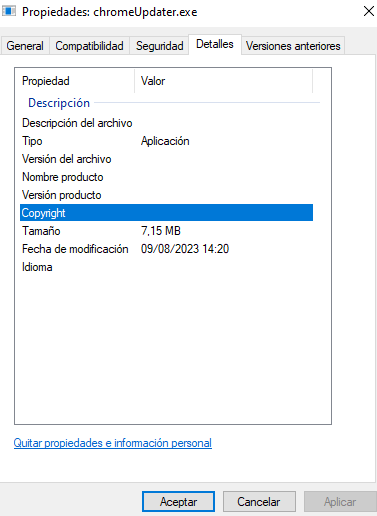 Propiedades: chromeUpdater.exe
General Compatibilidad Seguridad Detalles Versiones anteriores
Propiedad Valor
Descripción
Descripción del archivo
Tipo Aplicación
Versión del archivo
Nombre producto
Versión producto
Copyright
Tamaño 7,15 MB
Fecha de modificación 09/08/2023 14:20
Idioma
Quitar propiedades e información personal
Aceptar Cancelar Aplicar